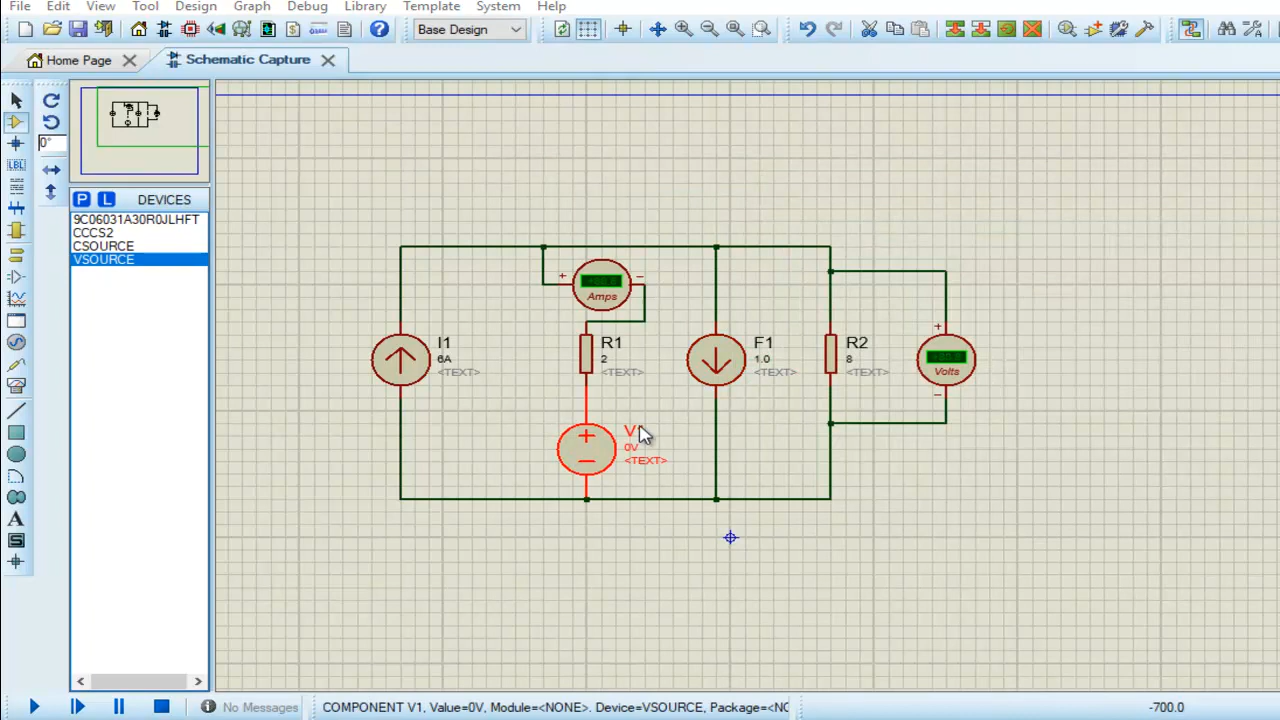 File Edit View Tool Design Graph Debug Library Template System Help
Base Design
Home Page Schematic Capture
0°
LBL
P L DEVICES
9C06031A30R0JLHFT
CCCS2
CSOURCE
VSOURCE
A
S
+ Amps −
I1
6A
<TEXT>
R1
2
<TEXT>
F1
1.0
<TEXT>
R2
8
<TEXT>
+
Volts
−
+
−
0V
<TEXT>
No Messages COMPONENT V1, Value=0V, Module=<NONE>. Device=VSOURCE, Package=<NO -700.0